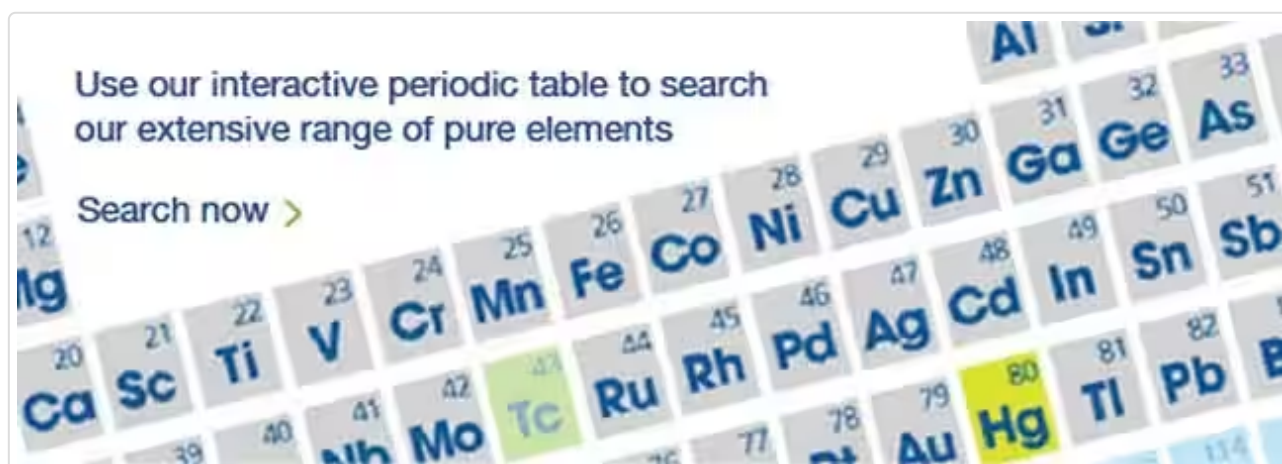 Use our interactive periodic table to search
our extensive range of pure elements
Search now >
Al
31 32 33
Ga Ge As
27 28 29 30
Co Ni Cu Zn
23 24 25 26
V Cr Mn Fe
12 20 21 22
Ca Sc Ti
49 50 51
In Sn Sb
45 46 47 48
Rh Pd Ag Cd
41 42 43 44
Nb Mo Tc Ru
39 40
80 81 82
Hg Tl Pb
77 78 79
Au
114